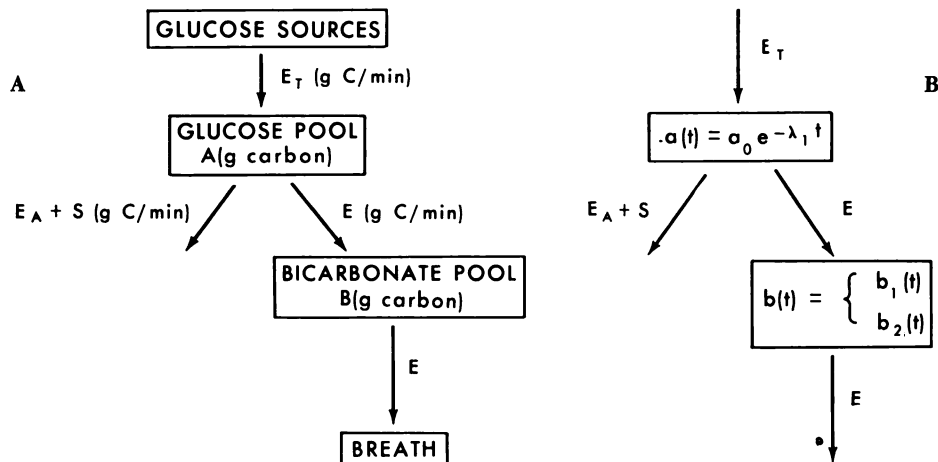 GLUCOSE SOURCES
A
E_T (g C/min)
GLUCOSE POOL
A(g carbon)
E_A + S (g C/min)
E (g C/min)
BICARBONATE POOL
B(g carbon)
E
BREATH
B
E_T
a(t) = a_0 e^{-λ_1 t}
E_A + S
E
b(t) = { b_1(t)
b_2(t)
E